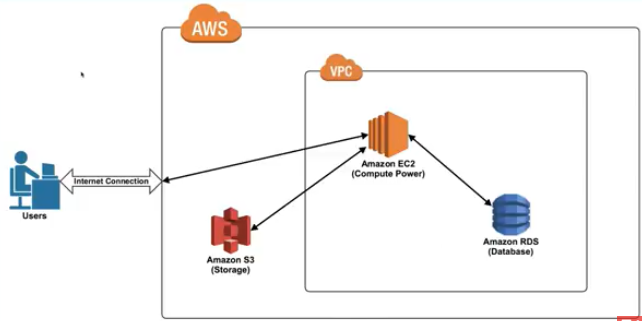 AWS
VPC
Amazon EC2
(Compute Power)
Internet Connection
Users
Amazon S3
(Storage)
Amazon RDS
(Database)